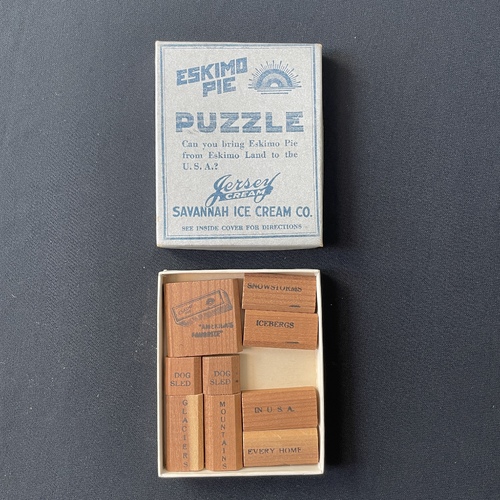 ESKIMO
PIE
PUZZLE
Can you bring Eskimo Pie
from Eskimo Land to the
U. S. A.?
Jersey
CREAM
SAVANNAH ICE CREAM CO.
SEE INSIDE COVER FOR DIRECTIONS
SNOWSTORMS
ICEBERGS
DOG
SLED
DOG
SLED
GLACIERS
MOUNTAINS
IN U·S·A·
EVERY HOME